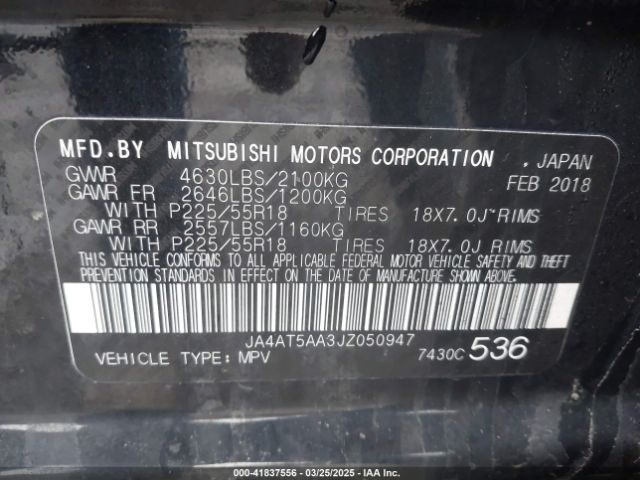 MFD.BY MITSUBISHI MOTORS CORPORATION . JAPAN
GVWR 4630LBS/2100KG FEB 2018
GAWR FR 2646LBS/1200KG
WITH P225/55R18 TIRES 18X7.0J RIMS
GAWR RR 2557LBS/1160KG
WITH P225/55R18 TIRES 18X7.0J RIMS
THIS VEHICLE CONFORMS TO ALL APPLICABLE FEDERAL MOTOR VEHICLE SAFETY AND THEFT
PREVENTION STANDARDS IN EFFECT ON THE DATE OF MANUFACTURE SHOWN ABOVE.
JA4AT5AA3JZ050947
VEHICLE TYPE: MPV 7430C 536
000-41837556 — 03/25/2025 — IAA Inc.